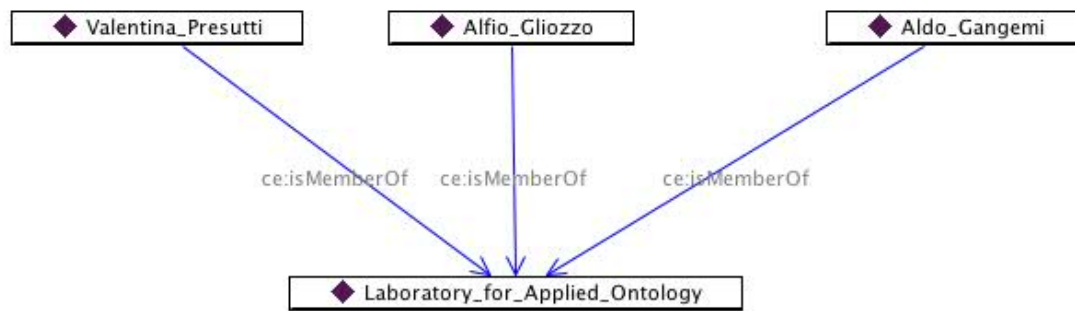 Valentina_Presutti
Alfio_Gliozzo
Aldo_Gangemi
ce:isMemberOf
ce:isMemberOf
ce:isMemberOf
Laboratory_for_Applied_Ontology